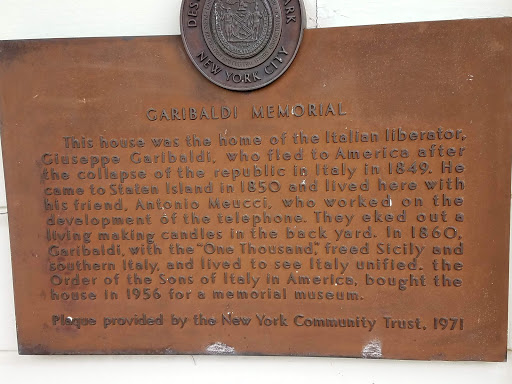 DES
ARK
NEW YORK CITY
GARIBALDI MEMORIAL
This house was the home of the Italian liberator,
Giuseppe Garibaldi, who fled to America after
the collapse of the republic in Italy in 1849. He
came to Staten Island in 1850 and lived here with
his friend, Antonio Meucci, who worked on the
development of the telephone. They eked out a
living making candles in the back yard. In 1860,
Garibaldi, with the "One Thousand", freed Sicily and
southern Italy, and lived to see Italy unified. the
Order of the Sons of Italy in America, bought the
house in 1956 for a memorial museum.
Plaque provided by the New York Community Trust, 1971